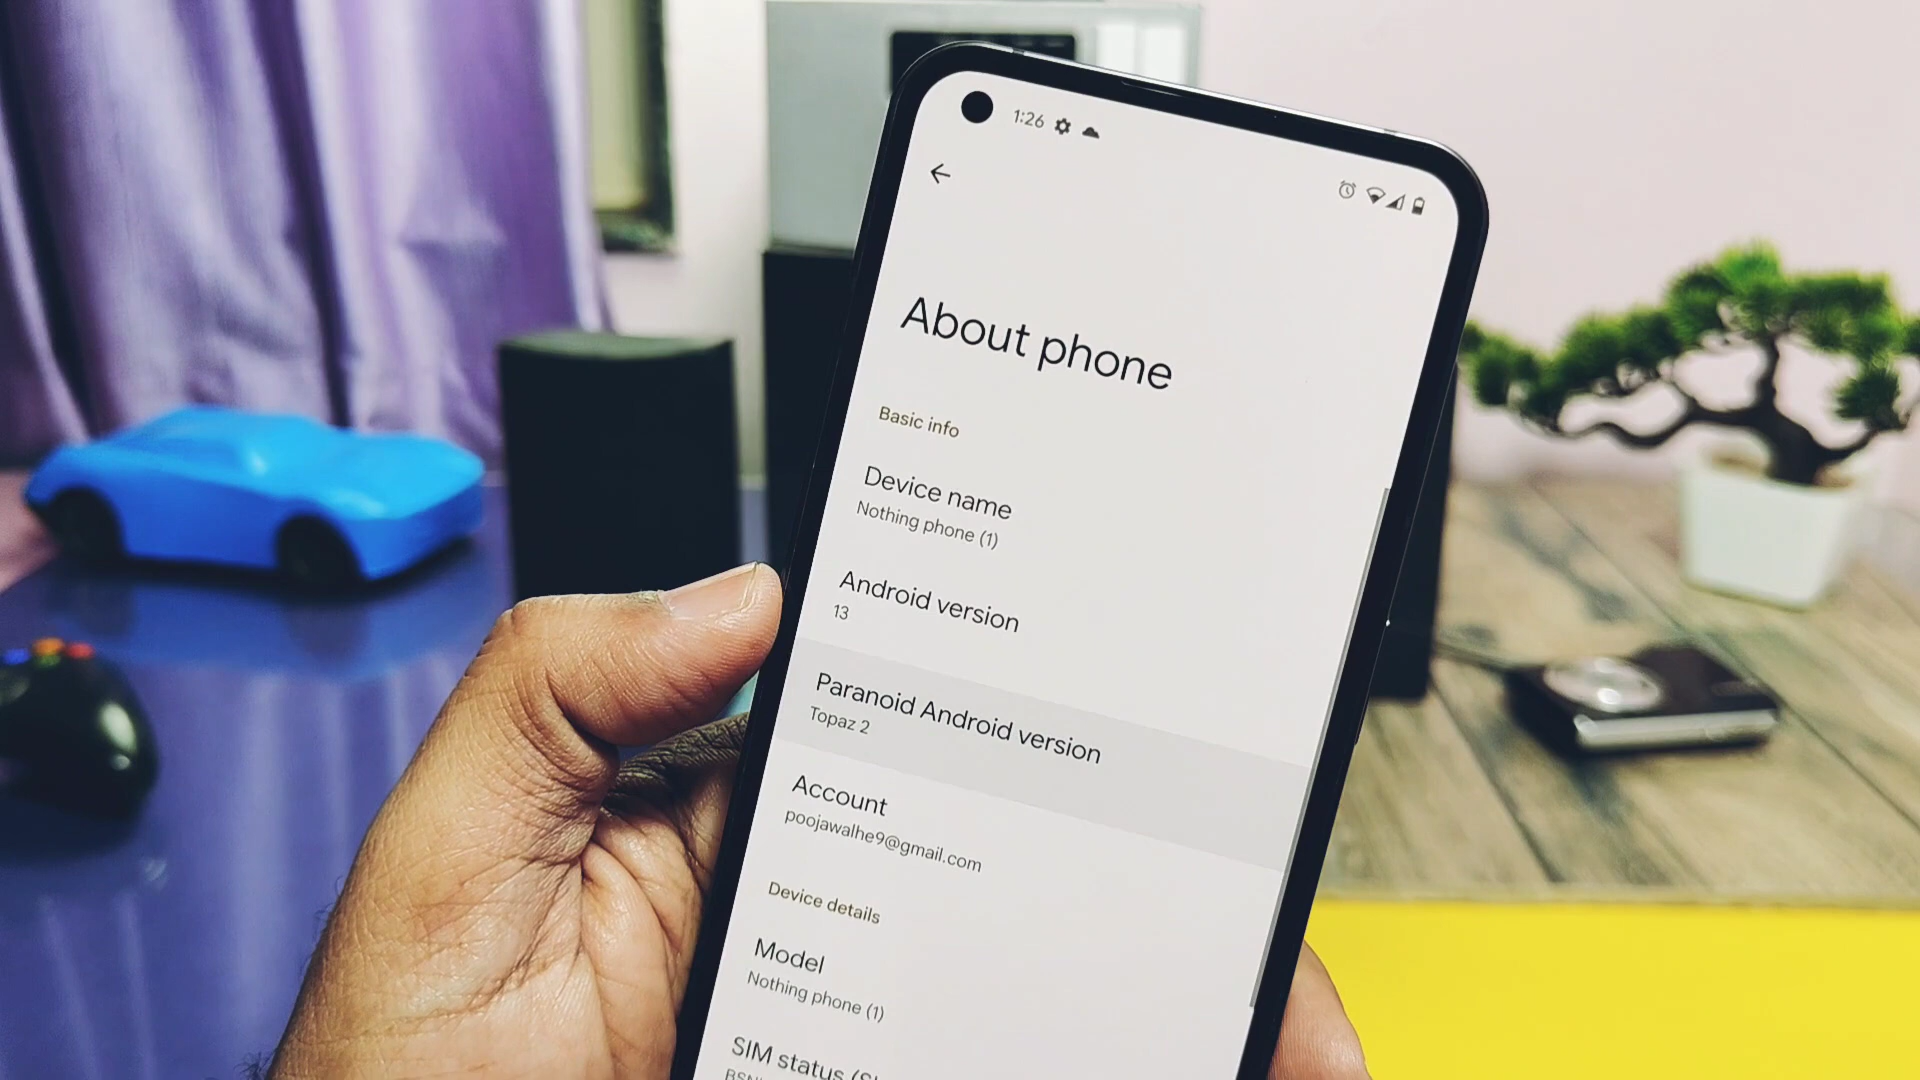 1:26
About phone
Basic info
Device name
Nothing phone (1)
Android version
13
Paranoid Android version
Topaz 2
Account
poojawalhe9@gmail.com
Device details
Model
Nothing phone (1)
SIM status